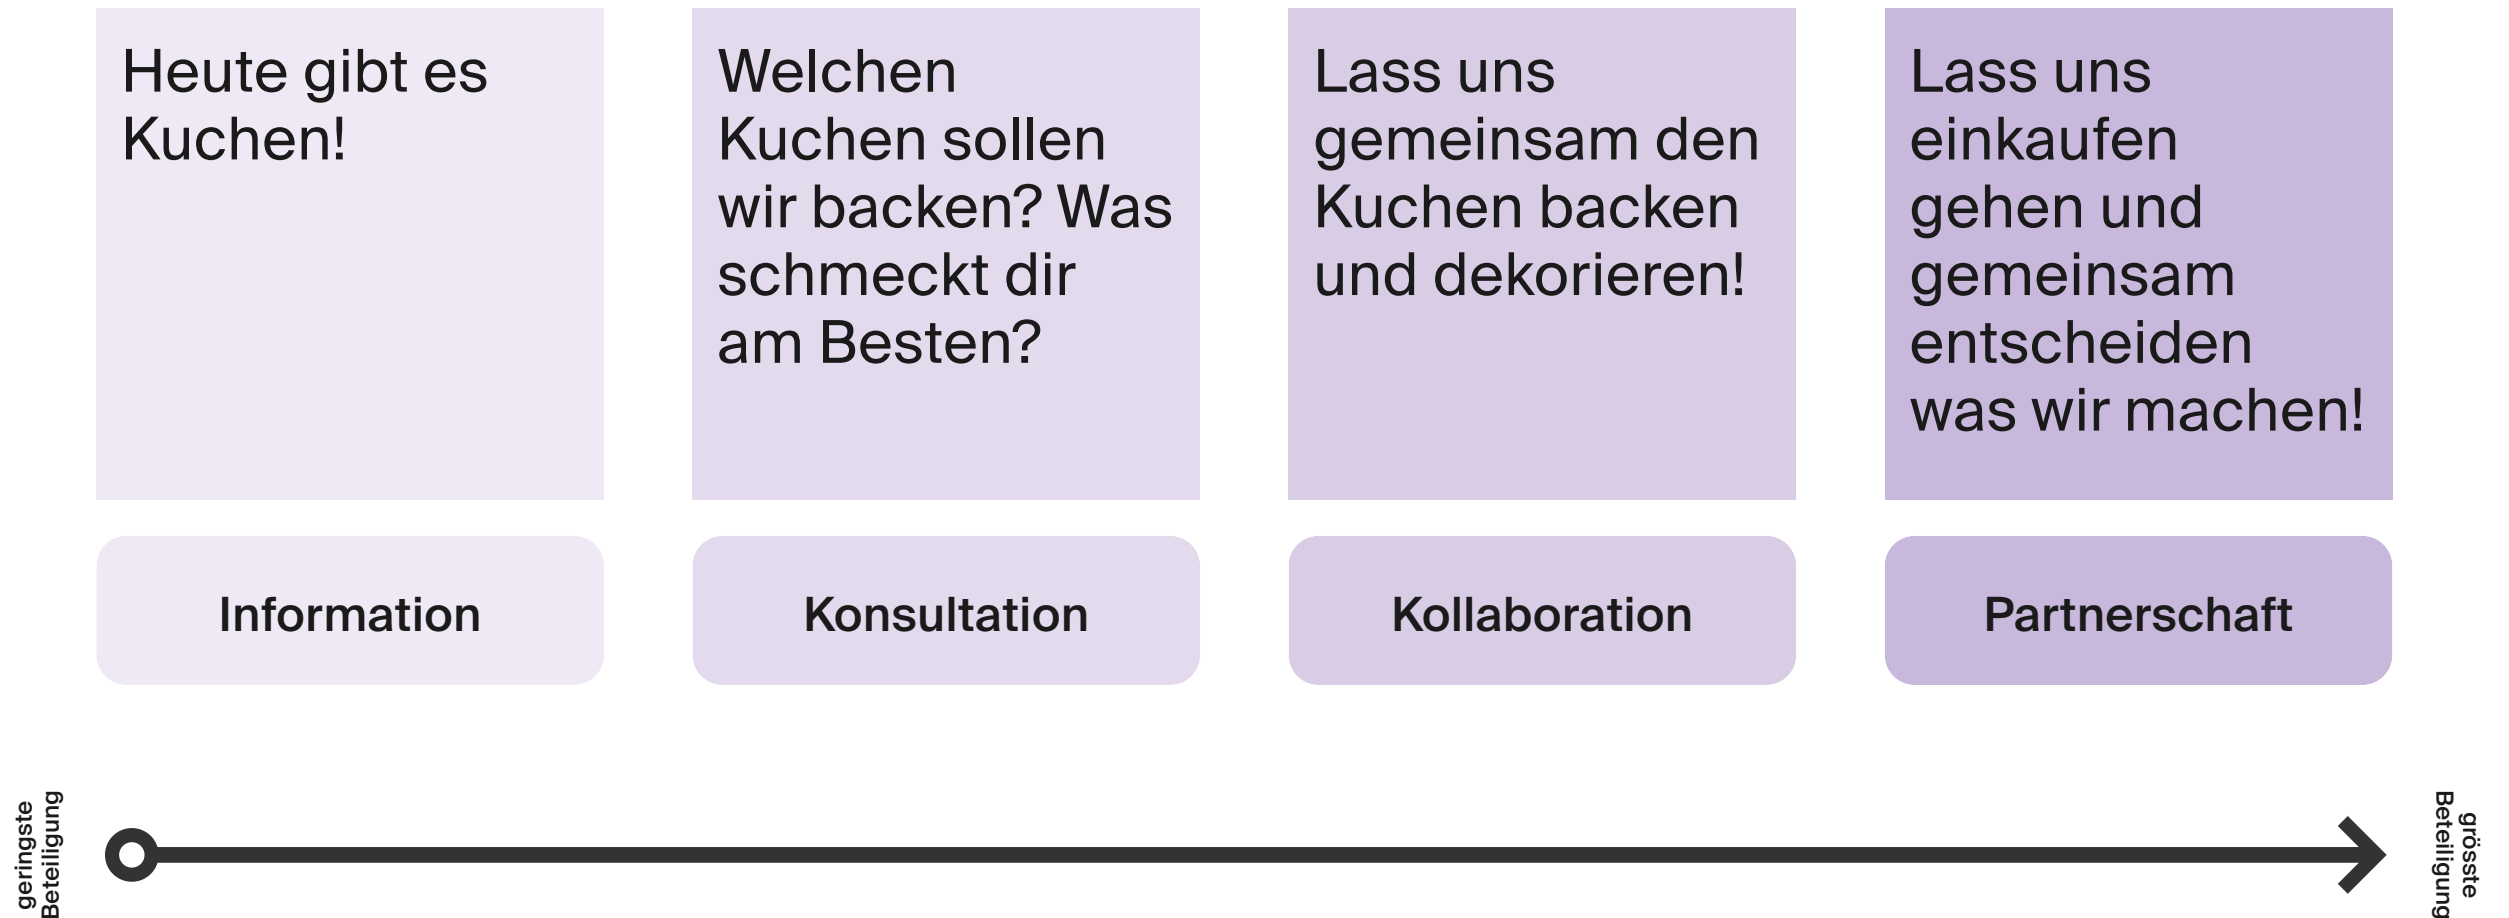 Heute gibt es
Kuchen!
Welchen
Kuchen sollen
wir backen? Was
schmeckt dir
am Besten?
Lass uns
gemeinsam den
Kuchen backen
und dekorieren!
Lass uns
einkaufen
gehen und
gemeinsam
entscheiden
was wir machen!
Information
Konsultation
Kollaboration
Partnerschaft
geringste
Beteiligung
grösste
Beteiligung